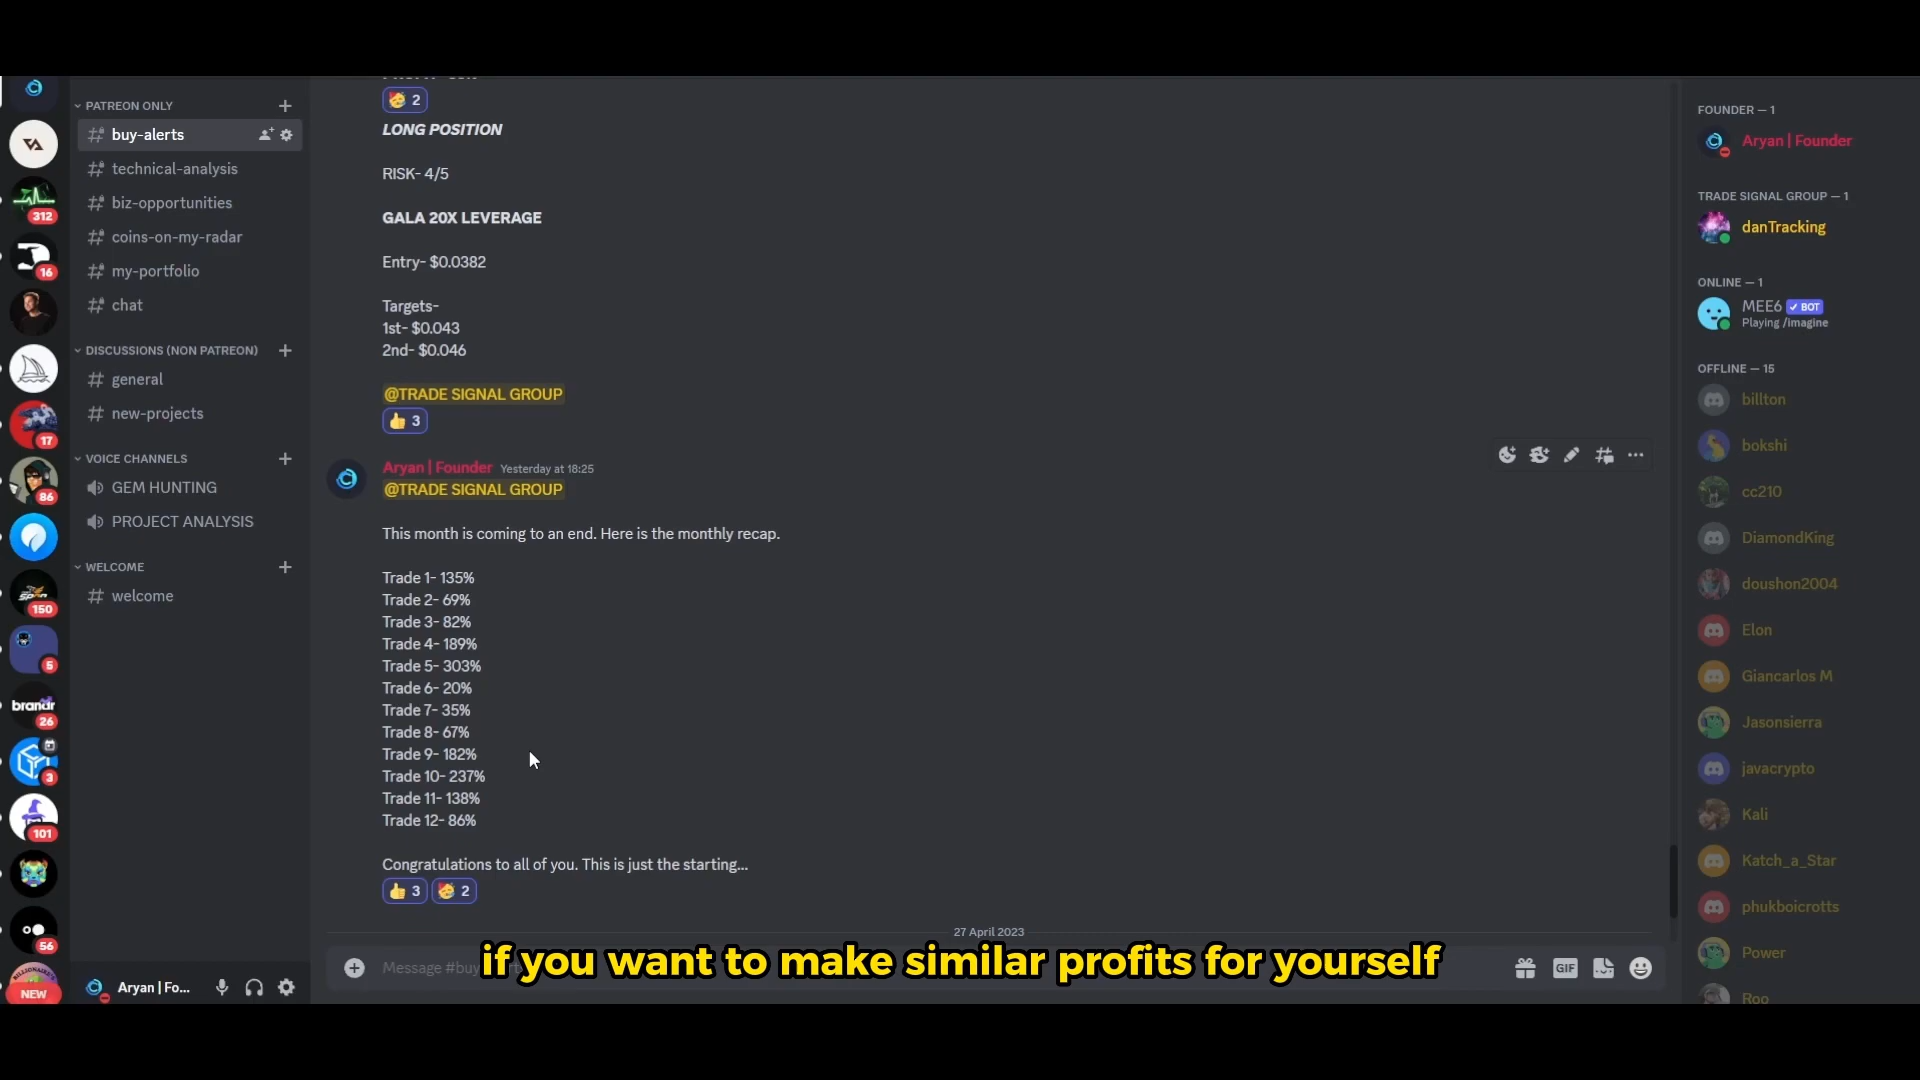 PATREON ONLY
buy-alerts
technical-analysis
biz-opportunities
coins-on-my-radar
my-portfolio
chat
DISCUSSIONS (NON PATREON)
general
new-projects
VOICE CHANNELS
GEM HUNTING
PROJECT ANALYSIS
WELCOME
welcome
312
16
17
86
150
5
brandr
26
3
101
56
NEW
Aryan | Fo...
2
LONG POSITION
RISK- 4/5
GALA 20X LEVERAGE
Entry- $0.0382
Targets-
1st- $0.043
2nd- $0.046
@TRADE SIGNAL GROUP
3
Aryan | Founder Yesterday at 18:25
@TRADE SIGNAL GROUP
This month is coming to an end. Here is the monthly recap.
Trade 1- 135%
Trade 2- 69%
Trade 3- 82%
Trade 4- 189%
Trade 5- 303%
Trade 6- 20%
Trade 7- 35%
Trade 8- 67%
Trade 9- 182%
Trade 10- 237%
Trade 11- 138%
Trade 12- 86%
Congratulations to all of you. This is just the starting...
3 2
27 April 2023
Message #buy
GIF
if you want to make similar profits for yourself
FOUNDER — 1
Aryan | Founder
TRADE SIGNAL GROUP — 1
danTracking
ONLINE — 1
MEE6 BOT
Playing /imagine
OFFLINE — 15
billton
bokshi
cc210
DiamondKing
doushon2004
Elon
Giancarlos M
Jasonsierra
javacrypto
Kali
Katch_a_Star
phukboicrotts
Power
Roo